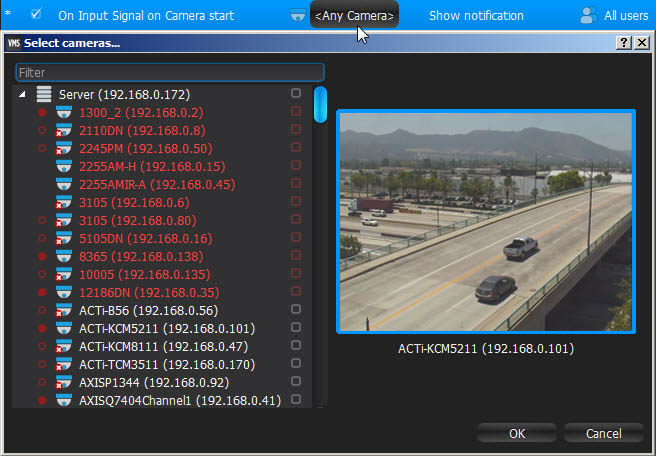 * On Input Signal on Camera start <Any Camera> Show notification All users
VMS Select cameras... ? X
Filter
Server (192.168.0.172)
1300_2 (192.168.0.2)
2110DN (192.168.0.8)
2245PM (192.168.0.50)
2255AM-H (192.168.0.15)
2255AMIR-A (192.168.0.45)
3105 (192.168.0.6)
3105 (192.168.0.80)
5105DN (192.168.0.16)
8365 (192.168.0.138)
10005 (192.168.0.135)
12186DN (192.168.0.35)
ACTi-B56 (192.168.0.56)
ACTi-KCM5211 (192.168.0.101)
ACTi-KCM8111 (192.168.0.47)
ACTi-TCM3511 (192.168.0.170)
AXISP1344 (192.168.0.92)
AXISQ7404Channel1 (192.168.0.41)
ACTi-KCM5211 (192.168.0.101)
OK Cancel